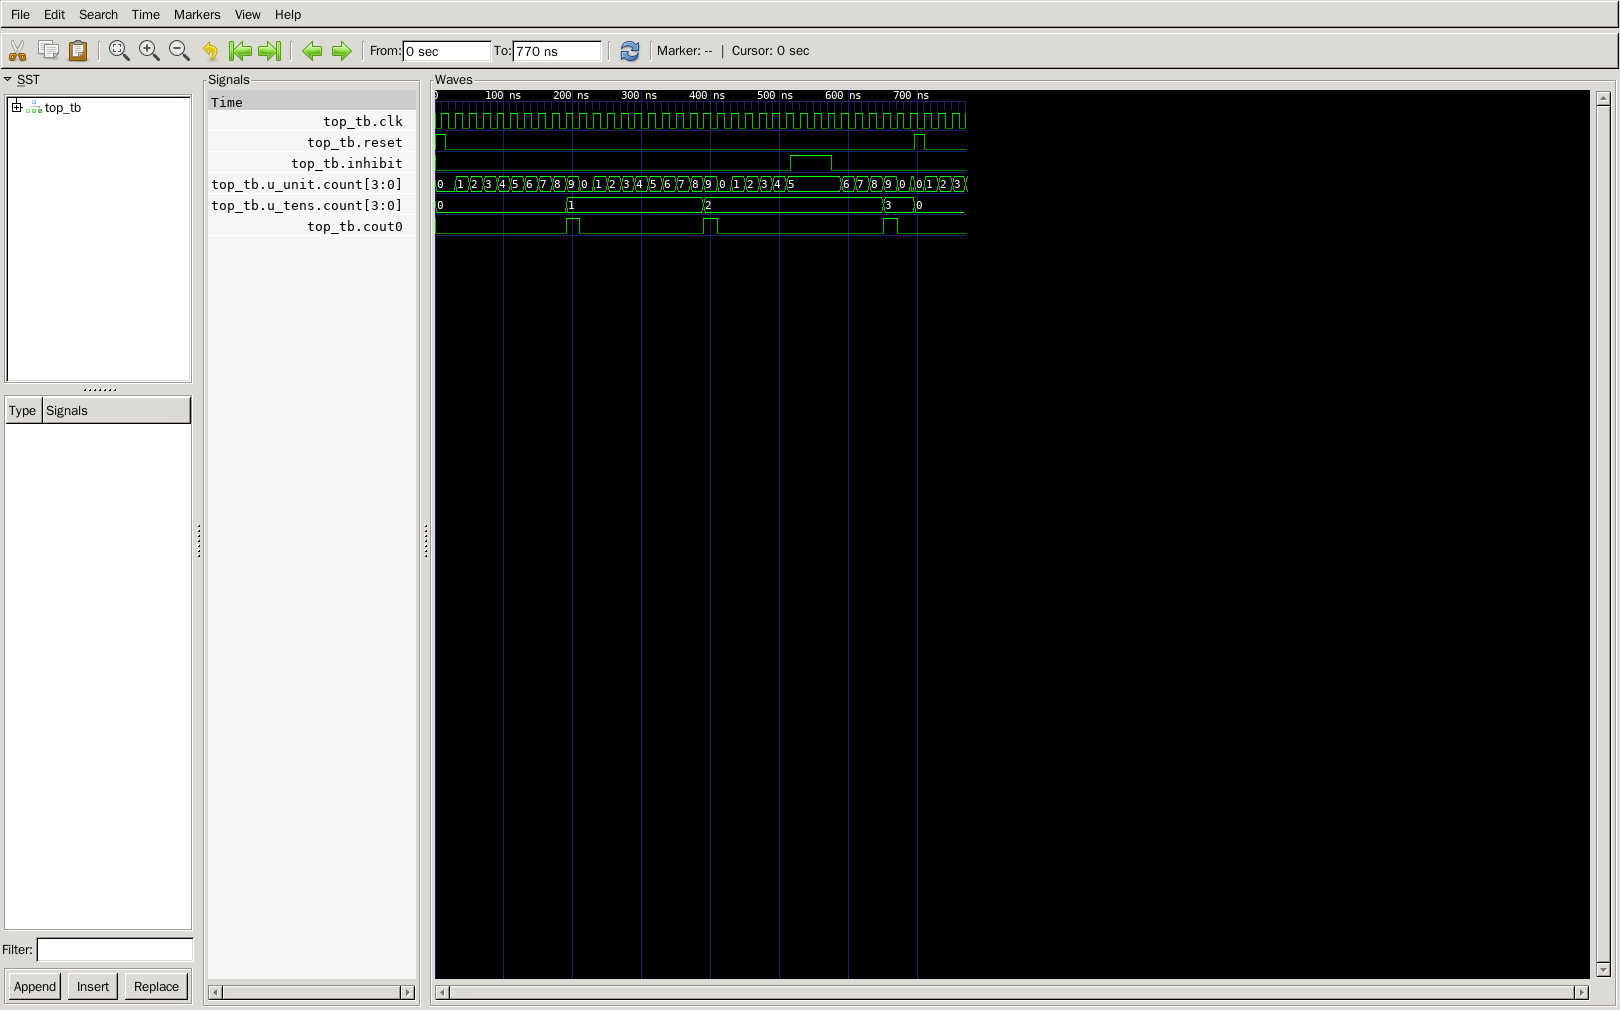 File Edit Search Time Markers View Help
From: 0 sec To: 770 ns Marker: -- | Cursor: 0 sec
SST
top_tb
Type Signals
Filter:
Append Insert Replace
Signals
Time
top_tb.clk
top_tb.reset
top_tb.inhibit
top_tb.u_unit.count[3:0]
top_tb.u_tens.count[3:0]
top_tb.cout0
Waves
0 100 ns 200 ns 300 ns 400 ns 500 ns 600 ns 700 ns
0 1 2 3 4 5 6 7 8 9 0 1 2 3 4 5 6 7 8 9 0 1 2 3 4 5 6 7 8 9 0 0 1 2 3
0 1 2 3 0